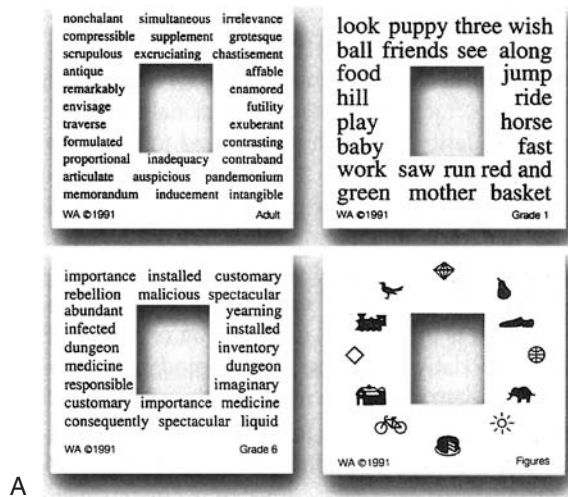 nonchalant simultaneous irrelevance
compressible supplement grotesque
scrupulous excruciating chastisement
antique affable
remarkably enamored
envisage futility
traverse exuberant
formulated contrasting
proportional inadequacy contraband
articulate auspicious pandemonium
memorandum inducement intangible
WA ©1991 Adult
look puppy three wish
ball friends see along
food jump
hill ride
play horse
baby fast
work saw run red and
green mother basket
WA ©1991 Grade 1
importance installed customary
rebellion malicious spectacular
abundant yearning
infected installed
dungeon inventory
medicine dungeon
responsible imaginary
customary importance medicine
consequently spectacular liquid
WA ©1991 Grade 6
WA ©1991 Figures
A